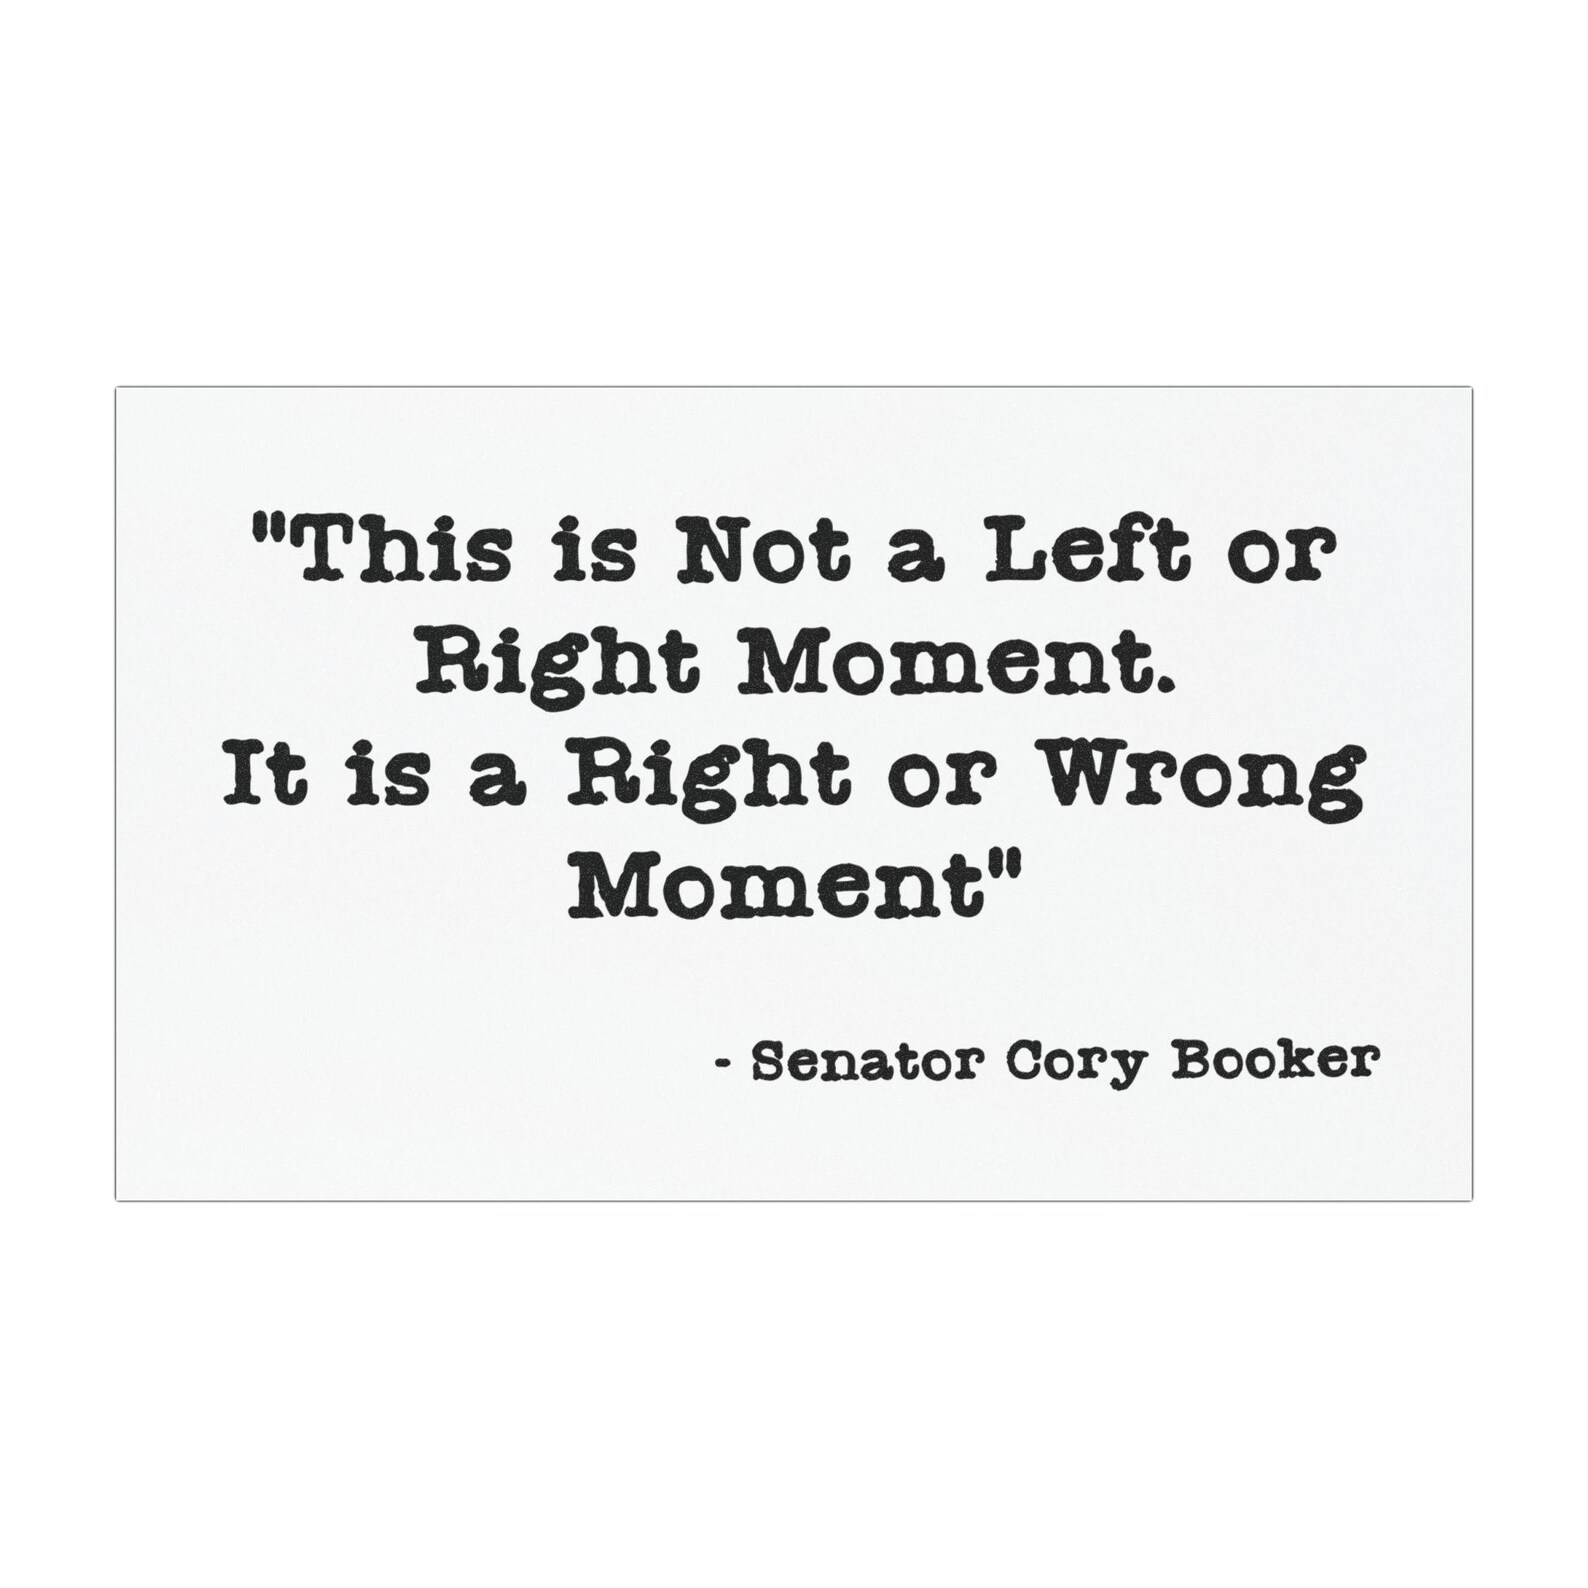 "This is Not a Left or
Right Moment.
It is a Right or Wrong
Moment"
- Senator Cory Booker